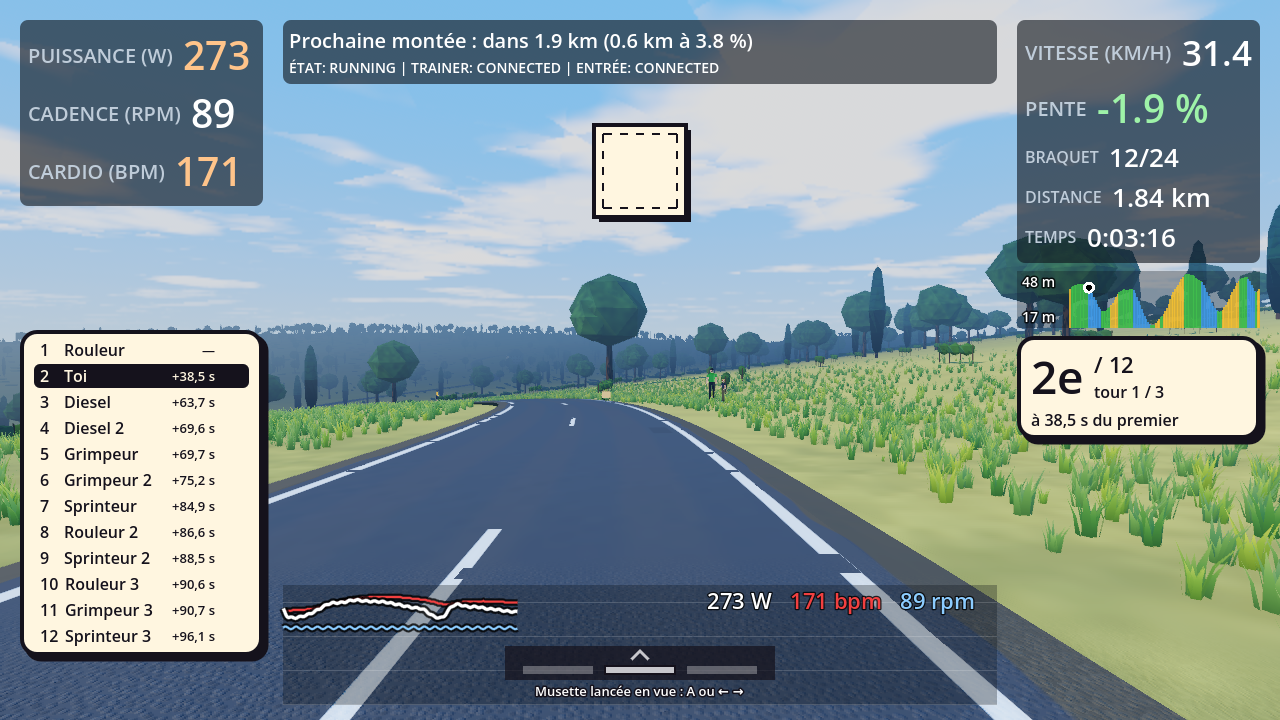 PUISSANCE (W) 273
CADENCE (RPM) 89
CARDIO (BPM) 171
Prochaine montée : dans 1.9 km (0.6 km à 3.8 %)
ÉTAT: RUNNING | TRAINER: CONNECTED | ENTRÉE: CONNECTED
VITESSE (KM/H) 31.4
PENTE -1.9 %
BRAQUET 12/24
DISTANCE 1.84 km
TEMPS 0:03:16
48 m
17 m
2e / 12
tour 1 / 3
à 38,5 s du premier
1 Rouleur —
2 Toi +38,5 s
3 Diesel +63,7 s
4 Diesel 2 +69,6 s
5 Grimpeur +69,7 s
6 Grimpeur 2 +75,2 s
7 Sprinteur +84,9 s
8 Rouleur 2 +86,6 s
9 Sprinteur 2 +88,5 s
10 Rouleur 3 +90,6 s
11 Grimpeur 3 +90,7 s
12 Sprinteur 3 +96,1 s
273 W 171 bpm 89 rpm
Musette lancée en vue : A ou ← →